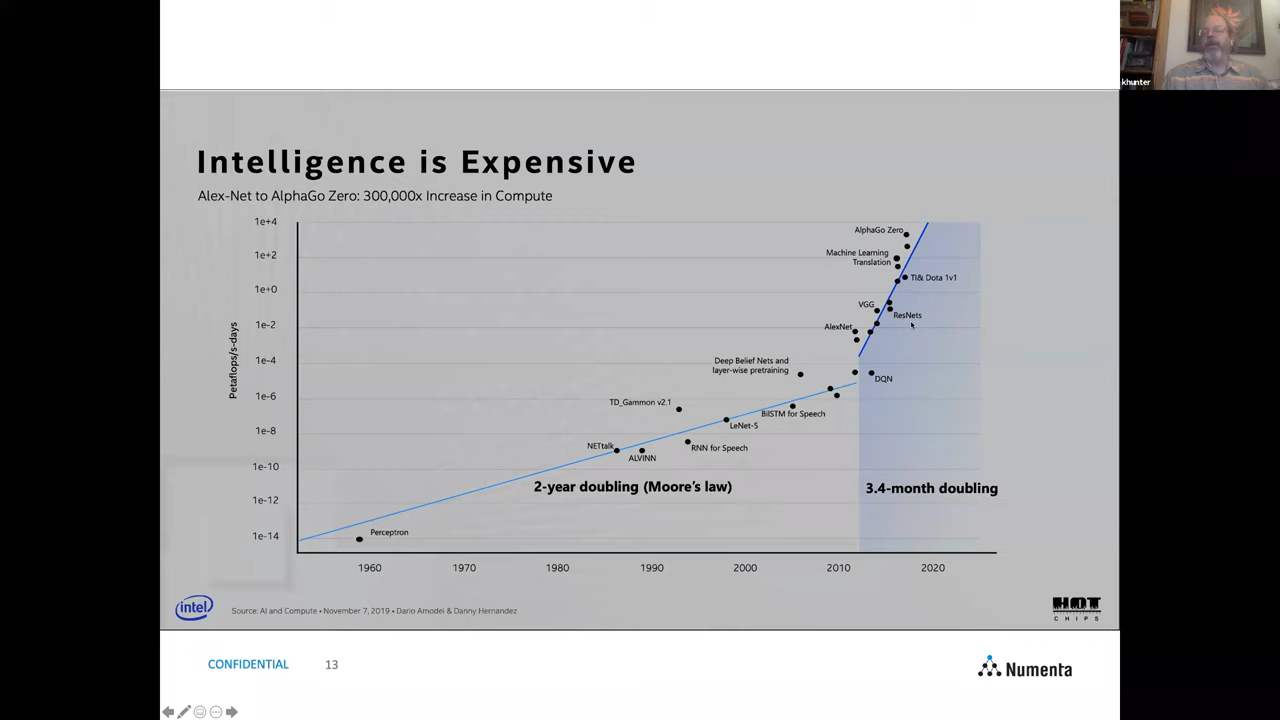 khunter
Intelligence is Expensive
Alex-Net to AlphaGo Zero: 300,000x Increase in Compute
Petaflops/s-days
1e+4
1e+2
1e+0
1e-2
1e-4
1e-6
1e-8
1e-10
1e-12
1e-14
AlphaGo Zero
Machine Learning
Translation
TI& Dota 1v1
VGG
ResNets
AlexNet
Deep Belief Nets and
layer-wise pretraining
DQN
TD_Gammon v2.1
BiISTM for Speech
LeNet-5
NETtalk
RNN for Speech
ALVINN
2-year doubling (Moore's law)
3.4-month doubling
Perceptron
1960
1970
1980
1990
2000
2010
2020
intel
Source: AI and Compute • November 7, 2019 • Dario Amodei & Danny Hernandez
HOT
CHIPS
CONFIDENTIAL
13
Numenta